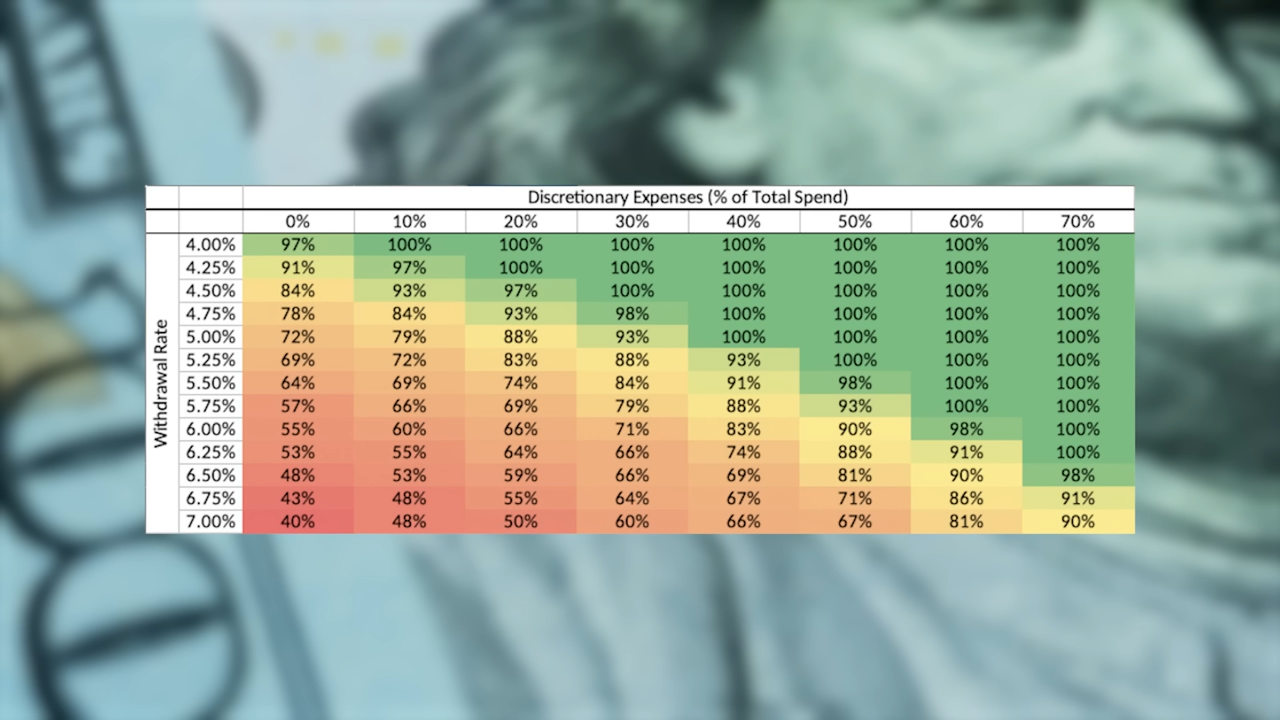 Discretionary Expenses (% of Total Spend)
0% 10% 20% 30% 40% 50% 60% 70%
Withdrawal Rate
4.00% 97% 100% 100% 100% 100% 100% 100% 100%
4.25% 91% 97% 100% 100% 100% 100% 100% 100%
4.50% 84% 93% 97% 100% 100% 100% 100% 100%
4.75% 78% 84% 93% 98% 100% 100% 100% 100%
5.00% 72% 79% 88% 93% 100% 100% 100% 100%
5.25% 69% 72% 83% 88% 93% 100% 100% 100%
5.50% 64% 69% 74% 84% 91% 98% 100% 100%
5.75% 57% 66% 69% 79% 88% 93% 100% 100%
6.00% 55% 60% 66% 71% 83% 90% 98% 100%
6.25% 53% 55% 64% 66% 74% 88% 91% 100%
6.50% 48% 53% 59% 66% 69% 81% 90% 98%
6.75% 43% 48% 55% 64% 67% 71% 86% 91%
7.00% 40% 48% 50% 60% 66% 67% 81% 90%